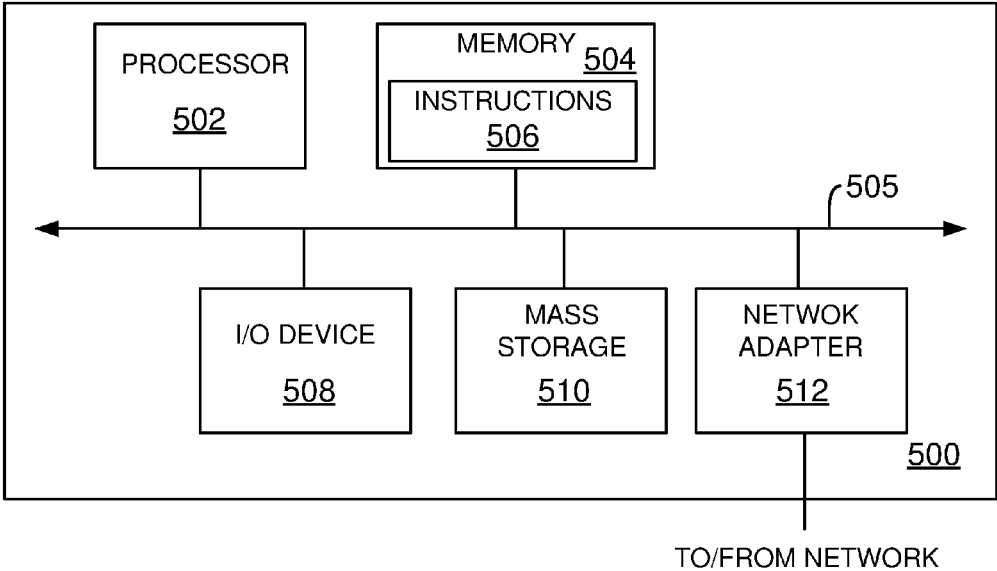 PROCESSOR
502
MEMORY
504
INSTRUCTIONS
506
505
I/O DEVICE
508
MASS
STORAGE
510
NETWOK
ADAPTER
512
500
TO/FROM NETWORK